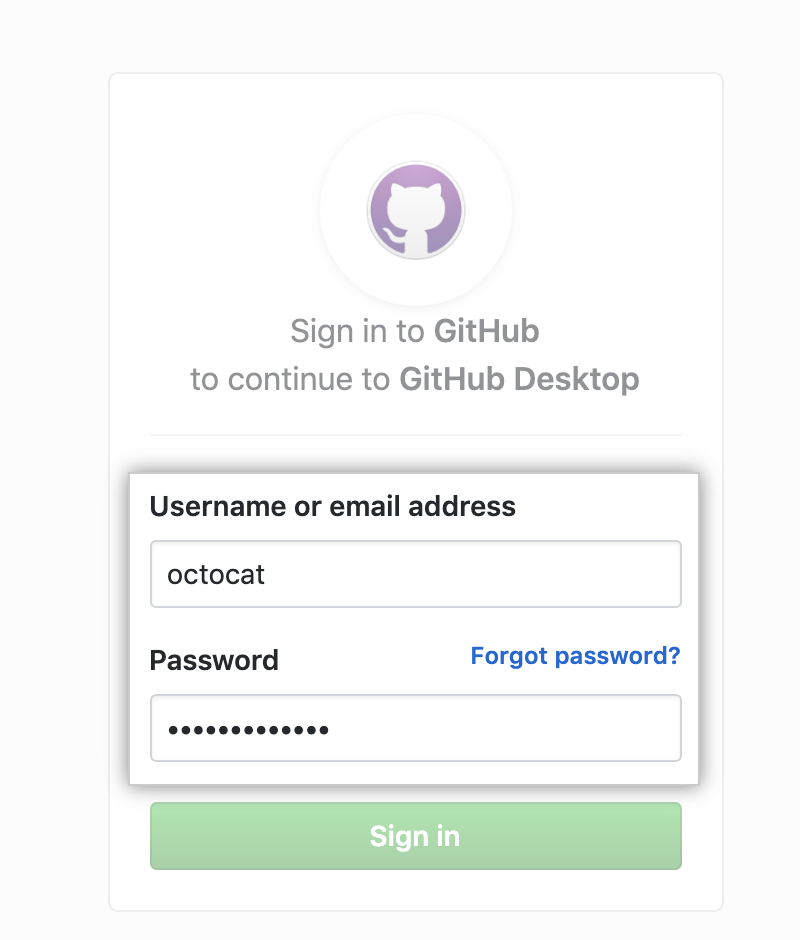 Sign in to GitHub
to continue to GitHub Desktop
Username or email address
octocat
Password
Forgot password?
•••••••••••••
Sign in